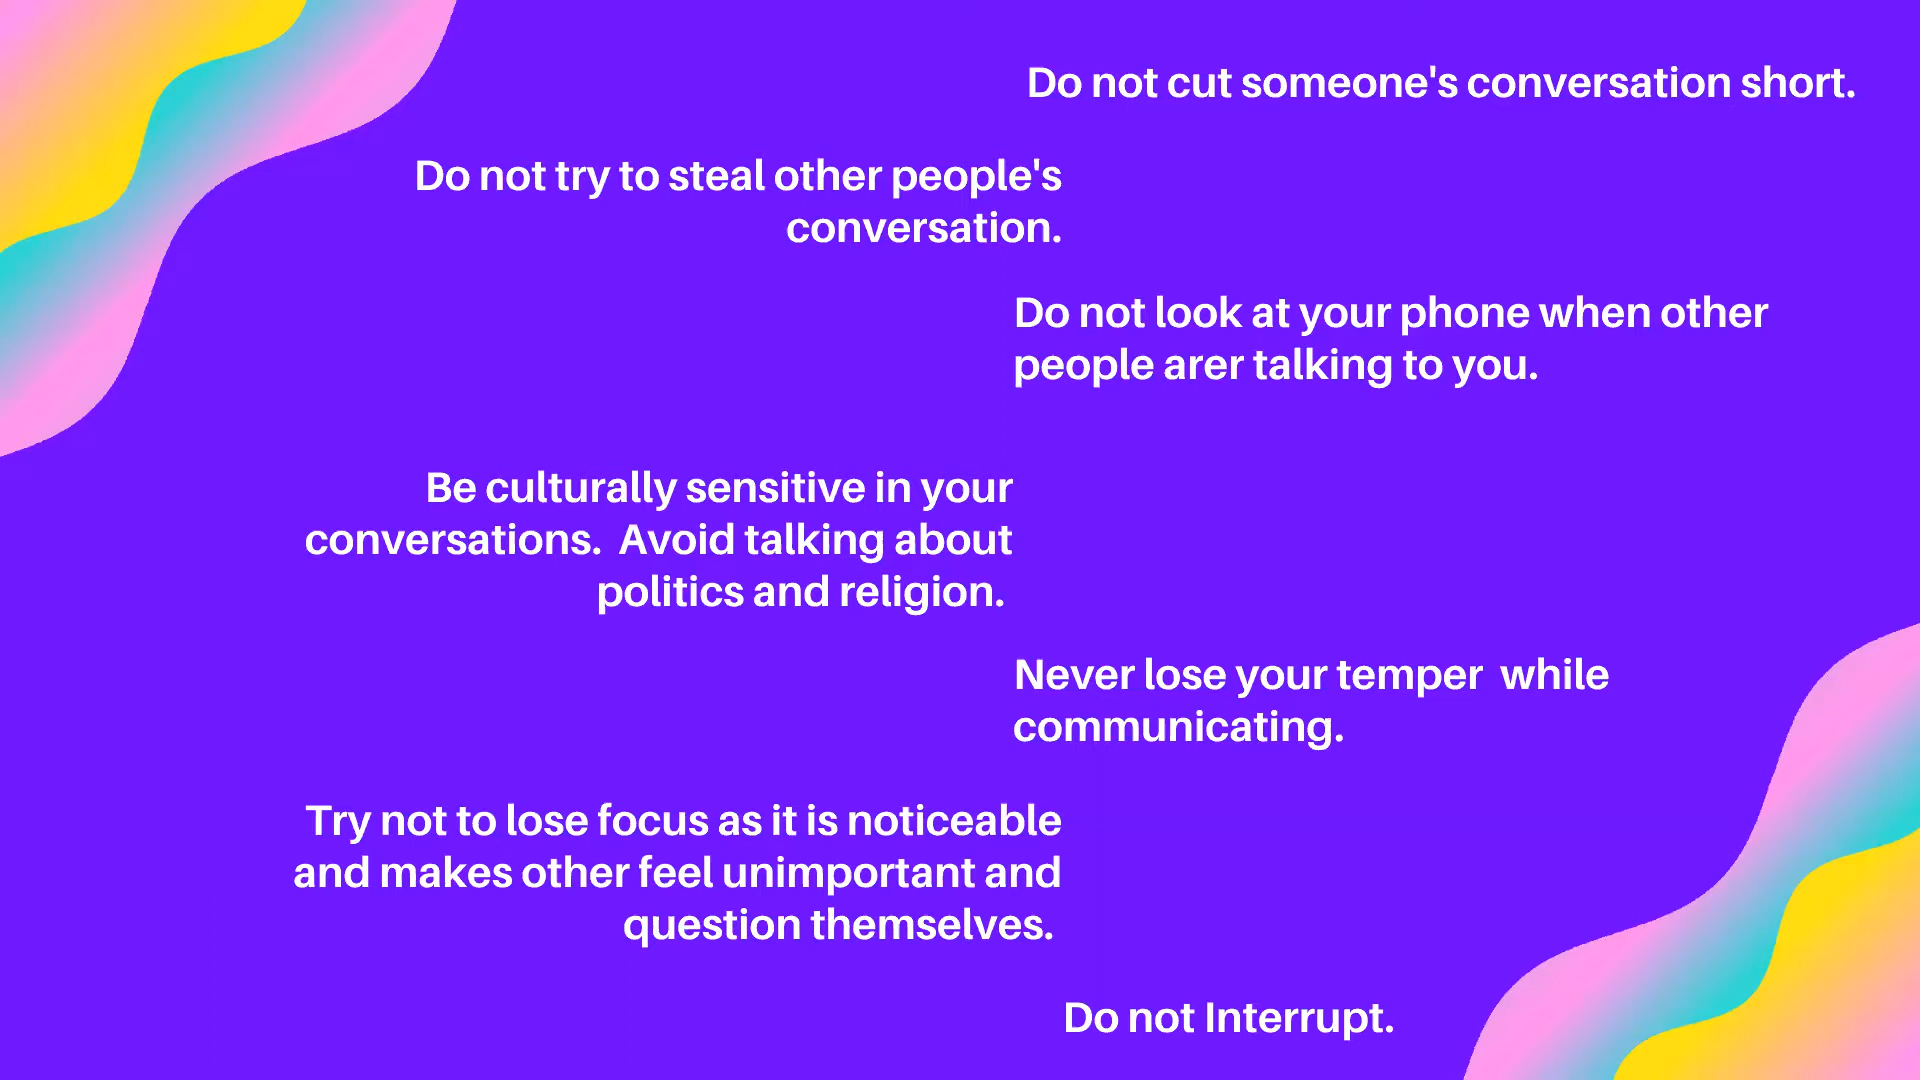 Do not cut someone's conversation short.
Do not try to steal other people's
conversation.
Do not look at your phone when other
people arer talking to you.
Be culturally sensitive in your
conversations.  Avoid talking about
politics and religion.
Never lose your temper  while
communicating.
Try not to lose focus as it is noticeable
and makes other feel unimportant and
question themselves.
Do not Interrupt.